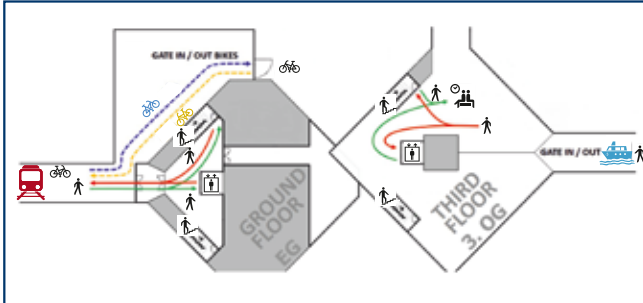 GATE IN / OUT BIKES
GROUND
FLOOR
EG
THIRD
FLOOR
3. OG
GATE IN / OUT